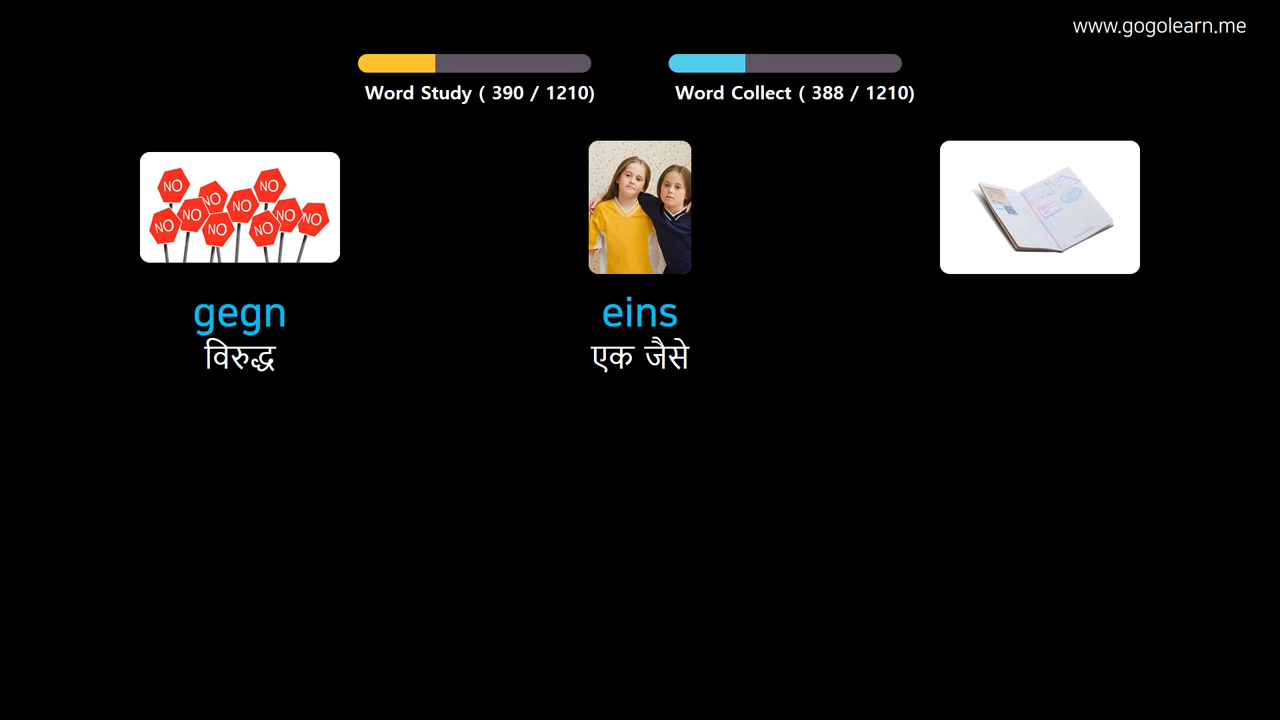 www.gogolearn.me
Word Study ( 390 / 1210)
Word Collect ( 388 / 1210)
NO
NO
NO
NO
NO
NO
NO
NO
NO
NO
gegn
विरुद्ध
eins
एक जैसे